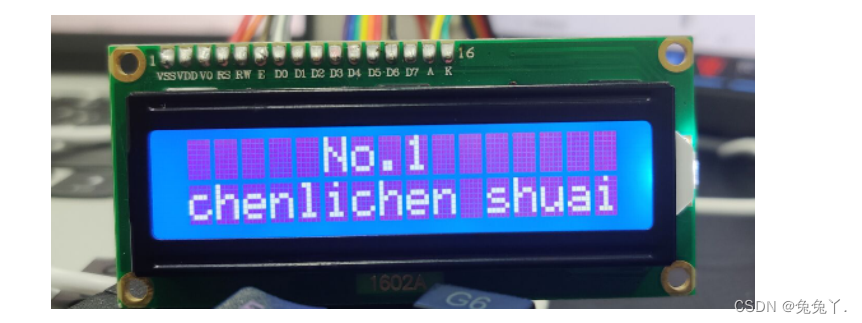 1 16
VSS VDD V0 RS RW E D0 D1 D2 D3 D4 D5 D6 D7 A K
No.1
chenlichen shuai
1602A
G6
CSDN @兔兔丫.